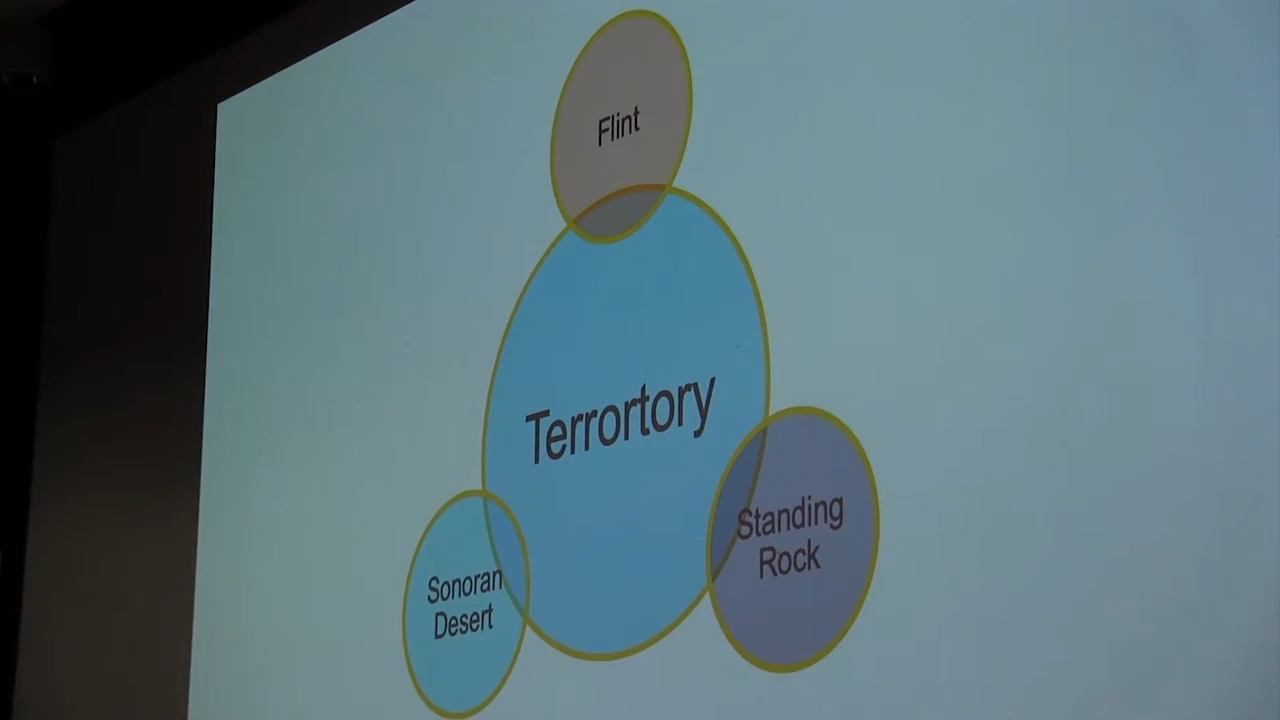 Flint
Terrortory
Standing
Rock
Sonoran
Desert